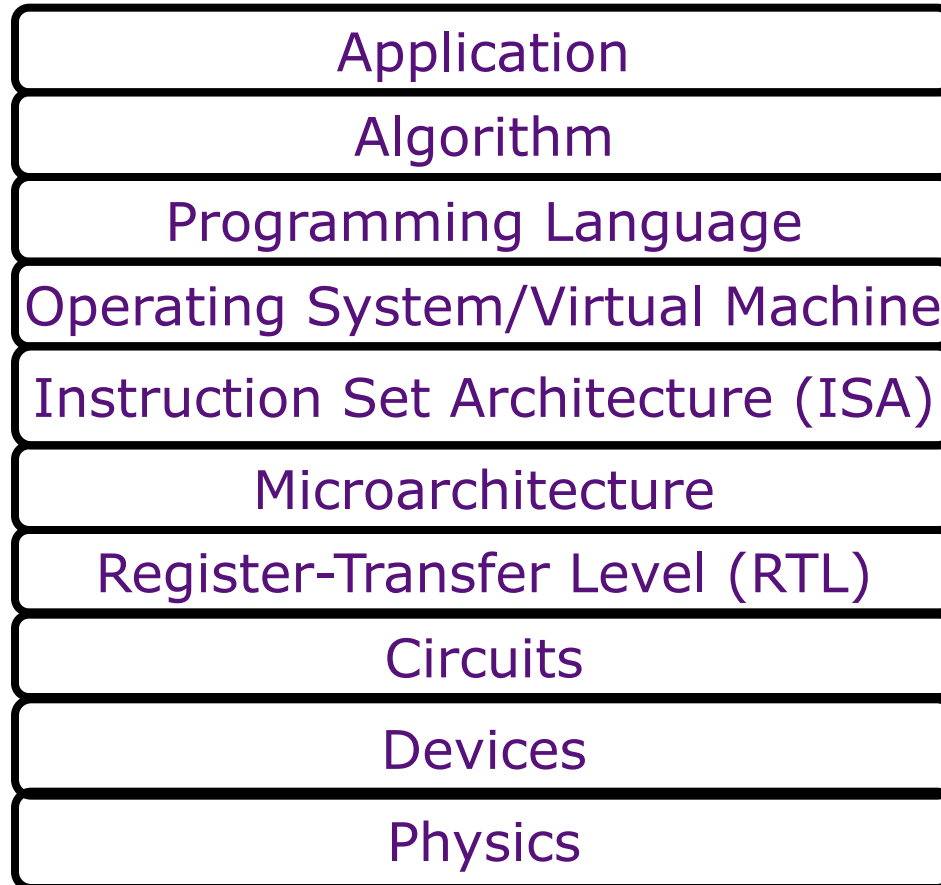 Application
Algorithm
Programming Language
Operating System/Virtual Machine
Instruction Set Architecture (ISA)
Microarchitecture
Register-Transfer Level (RTL)
Circuits
Devices
Physics